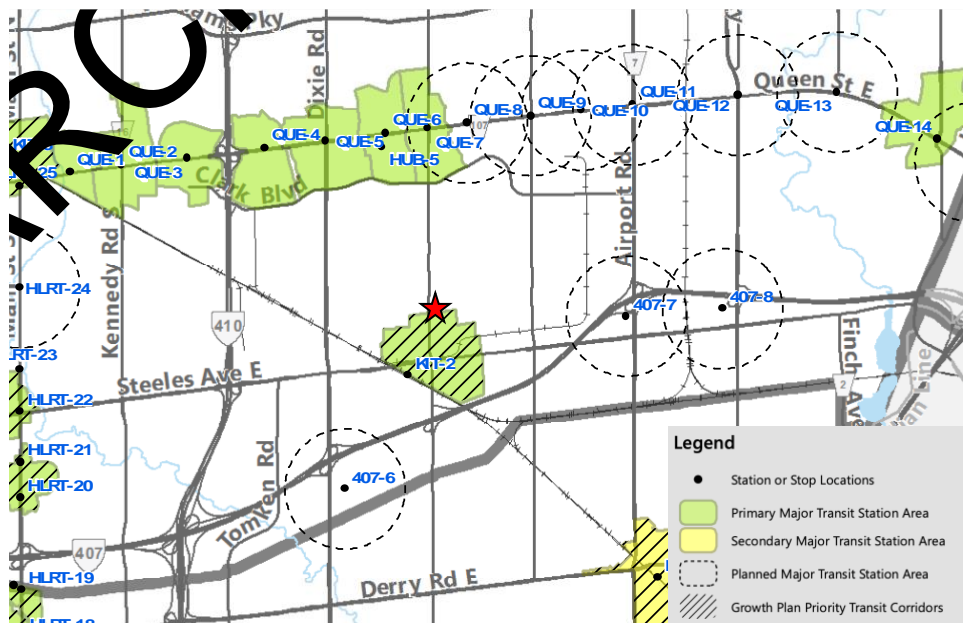 Dixie Rd
7
Queen St E
QUE-11
QUE-8
QUE-9
QUE-10
QUE-12
QUE-13
107
QUE-6
QUE-4
QUE-5
QUE-7
QUE-14
HUB-5
QUE-2
QUE-1
QUE-3
Clark Blvd
Kennedy Rd S
Airport Rd
HLRT-24
407-7
407-8
410
KIT-2
Steeles Ave E
HLRT-22
Finch Ave
2
HLRT-21
HLRT-20
Tomken Rd
407-6
407
HLRT-19
Derry Rd E
Legend
Station or Stop Locations
Primary Major Transit Station Area
Secondary Major Transit Station Area
Planned Major Transit Station Area
Growth Plan Priority Transit Corridors